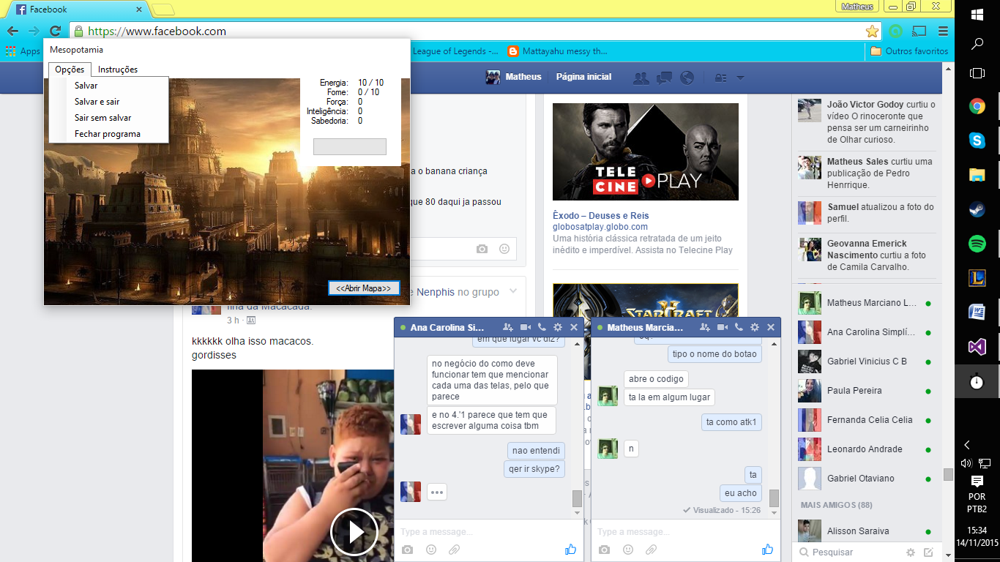 Facebook
Matheus
https://www.facebook.com
Apps
League of Legends -...
Mattayahu messy th...
Outros favoritos
Mesopotamia
Opções
Instruções
Salvar
Salvar e sair
Sair sem salvar
Fechar programa
Energia: 10 / 10
Fome: 0 / 10
Força: 0
Inteligência: 0
Sabedoria: 0
<<Abrir Mapa>>
Matheus
Página inicial
a o banana criança
que 80 daqui ja passou
e Nenphis no grupo
Ilha da Macacada.
3 h ·
kkkkkk olha isso macacos.
gordisses
TELE
CINE PLAY
Êxodo – Deuses e Reis
globosatplay.globo.com
Uma história clássica retratada de um jeito
inédito e imperdível. Assista no Telecine Play
STARCRAFT
II
João Victor Godoy curtiu o
vídeo O rinoceronte que
pensa ser um carneirinho
de Olhar curioso.
Matheus Sales curtiu uma
publicação de Pedro
Henrrique.
Samuel atualizou a foto do
perfil.
Geovanna Emerick
Nascimento curtiu a foto
de Camila Carvalho.
Matheus Marciano L...
Ana Carolina Simplí...
Gabriel Vinicius C B
Paula Pereira
Fernanda Celia Celia
Leonardo Andrade
Gabriel Otaviano
MAIS AMIGOS (88)
Alisson Saraiva
Pesquisar
Ana Carolina Si...
em que lugar vc diz?
no negócio do como deve
funcionar tem que mencionar
cada uma das telas, pelo que
parece
e no 4.'1 parece que tem que
escrever alguma coisa tbm
nao entendi
qer ir skype?
Type a message...
Matheus Marcia...
tipo o nome do botao
abre o codigo
ta la em algum lugar
ta como atk1
n
ta
eu acho
Visualizado - 15:26
Type a message...
POR
PTB2
15:34
14/11/2015